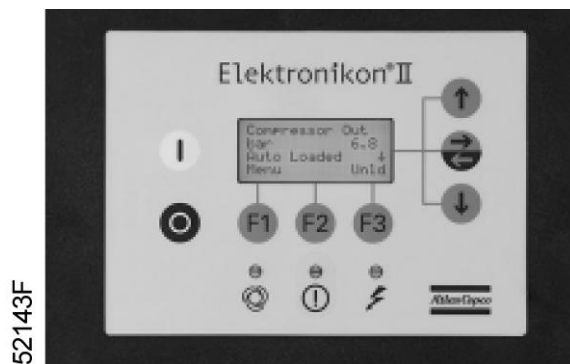 Elektronikon®II
Compressor Out
bar 6.8
Auto Loaded ↓
Menu Unld
I
O
F1 F2 F3
Atlas Copco
52143F